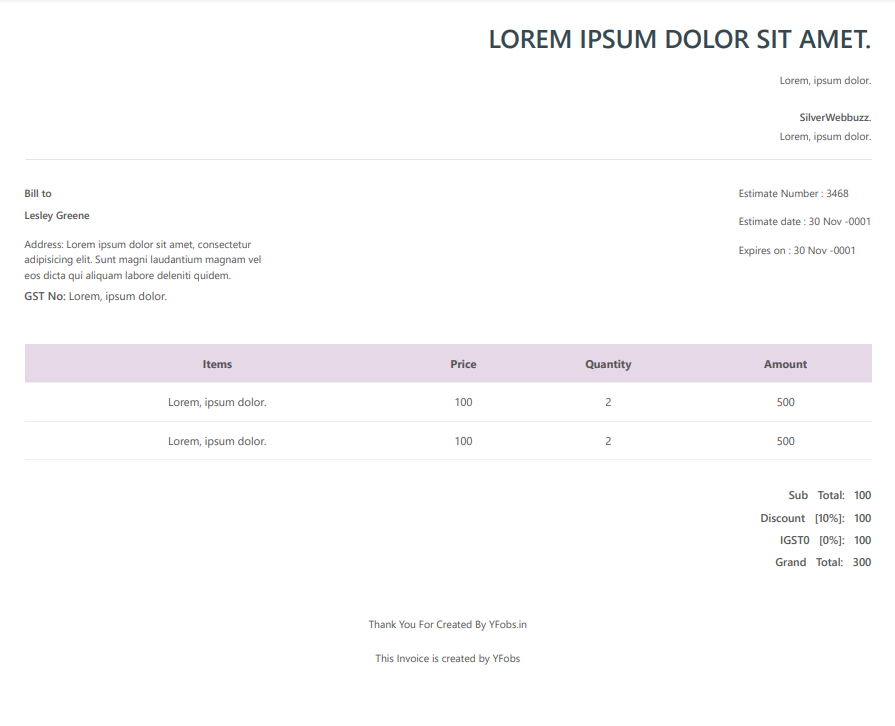 LOREM IPSUM DOLOR SIT AMET.
Lorem, ipsum dolor.
SilverWebbuzz.
Lorem, ipsum dolor.
Bill to
Lesley Greene
Address: Lorem ipsum dolor sit amet, consectetur
adipisicing elit. Sunt magni laudantium magnam vel
eos dicta qui aliquam labore deleniti quidem.
GST No: Lorem, ipsum dolor.
Estimate Number : 3468
Estimate date : 30 Nov -0001
Expires on : 30 Nov -0001
Items Price Quantity Amount
Lorem, ipsum dolor. 100 2 500
Lorem, ipsum dolor. 100 2 500
Sub Total: 100
Discount [10%]: 100
IGST0 [0%]: 100
Grand Total: 300
Thank You For Created By YFobs.in
This Invoice is created by YFobs